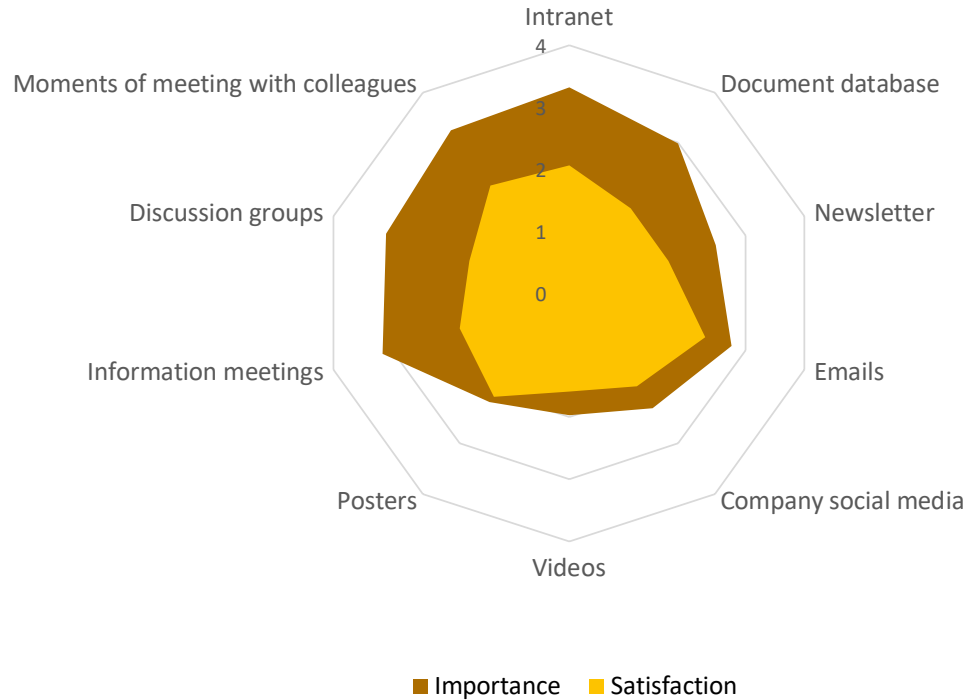 Intranet
4
Moments of meeting with colleagues
Document database
3
2
Discussion groups
Newsletter
1
0
Information meetings
Emails
Posters
Company social media
Videos
Importance
Satisfaction